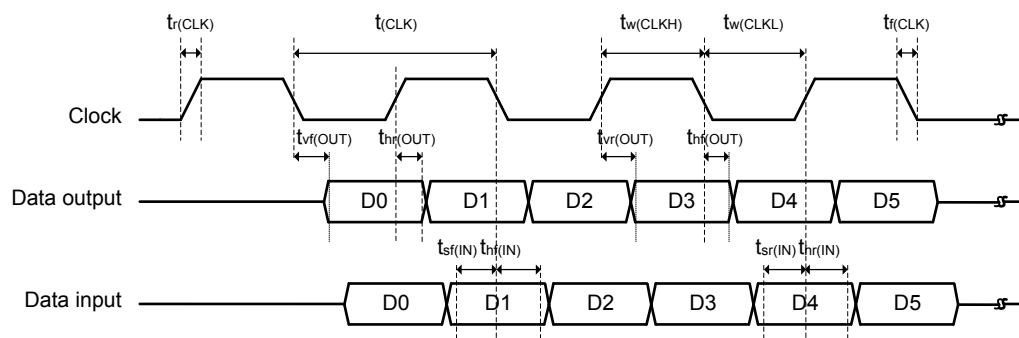 tr(CLK) t(CLK) tw(CLKH) tw(CLKL) tf(CLK)
Clock
tvf(OUT) thr(OUT) tvr(OUT) thf(OUT)
Data output D0 D1 D2 D3 D4 D5
tsf(IN) thf(IN) tsr(IN) thr(IN)
Data input D0 D1 D2 D3 D4 D5